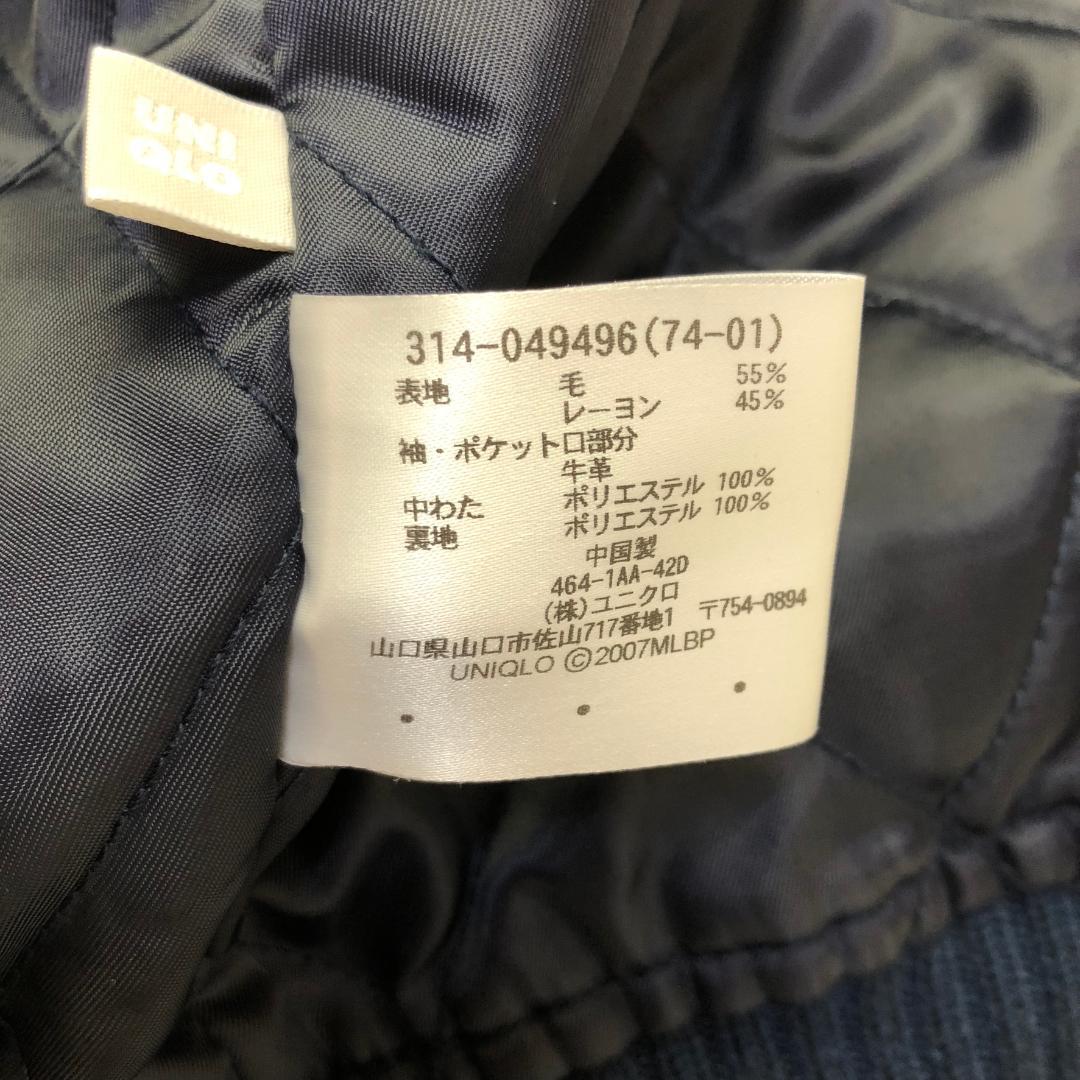 UNI
QLO
314-049496(74-01)
表地 毛 55%
レーヨン 45%
袖・ポケット口部分
牛革
中わた ポリエステル 100%
裏地 ポリエステル 100%
中国製
464-1AA-42D
(株)ユニクロ
山口県山口市佐山717番地1 〒754-0894
UNIQLO ©2007MLBP